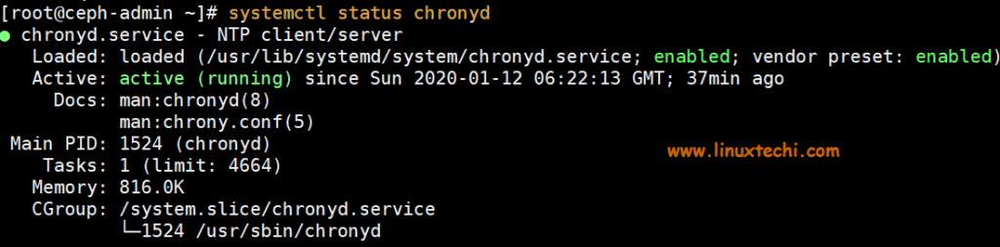 [root@ceph-admin ~]# systemctl status chronyd
● chronyd.service - NTP client/server
   Loaded: loaded (/usr/lib/systemd/system/chronyd.service; enabled; vendor preset: enabled)
   Active: active (running) since Sun 2020-01-12 06:22:13 GMT; 37min ago
     Docs: man:chronyd(8)
           man:chrony.conf(5)
 Main PID: 1524 (chronyd)
    Tasks: 1 (limit: 4664)
   Memory: 816.0K
   CGroup: /system.slice/chronyd.service
           └─1524 /usr/sbin/chronyd
www.linuxtechi.com